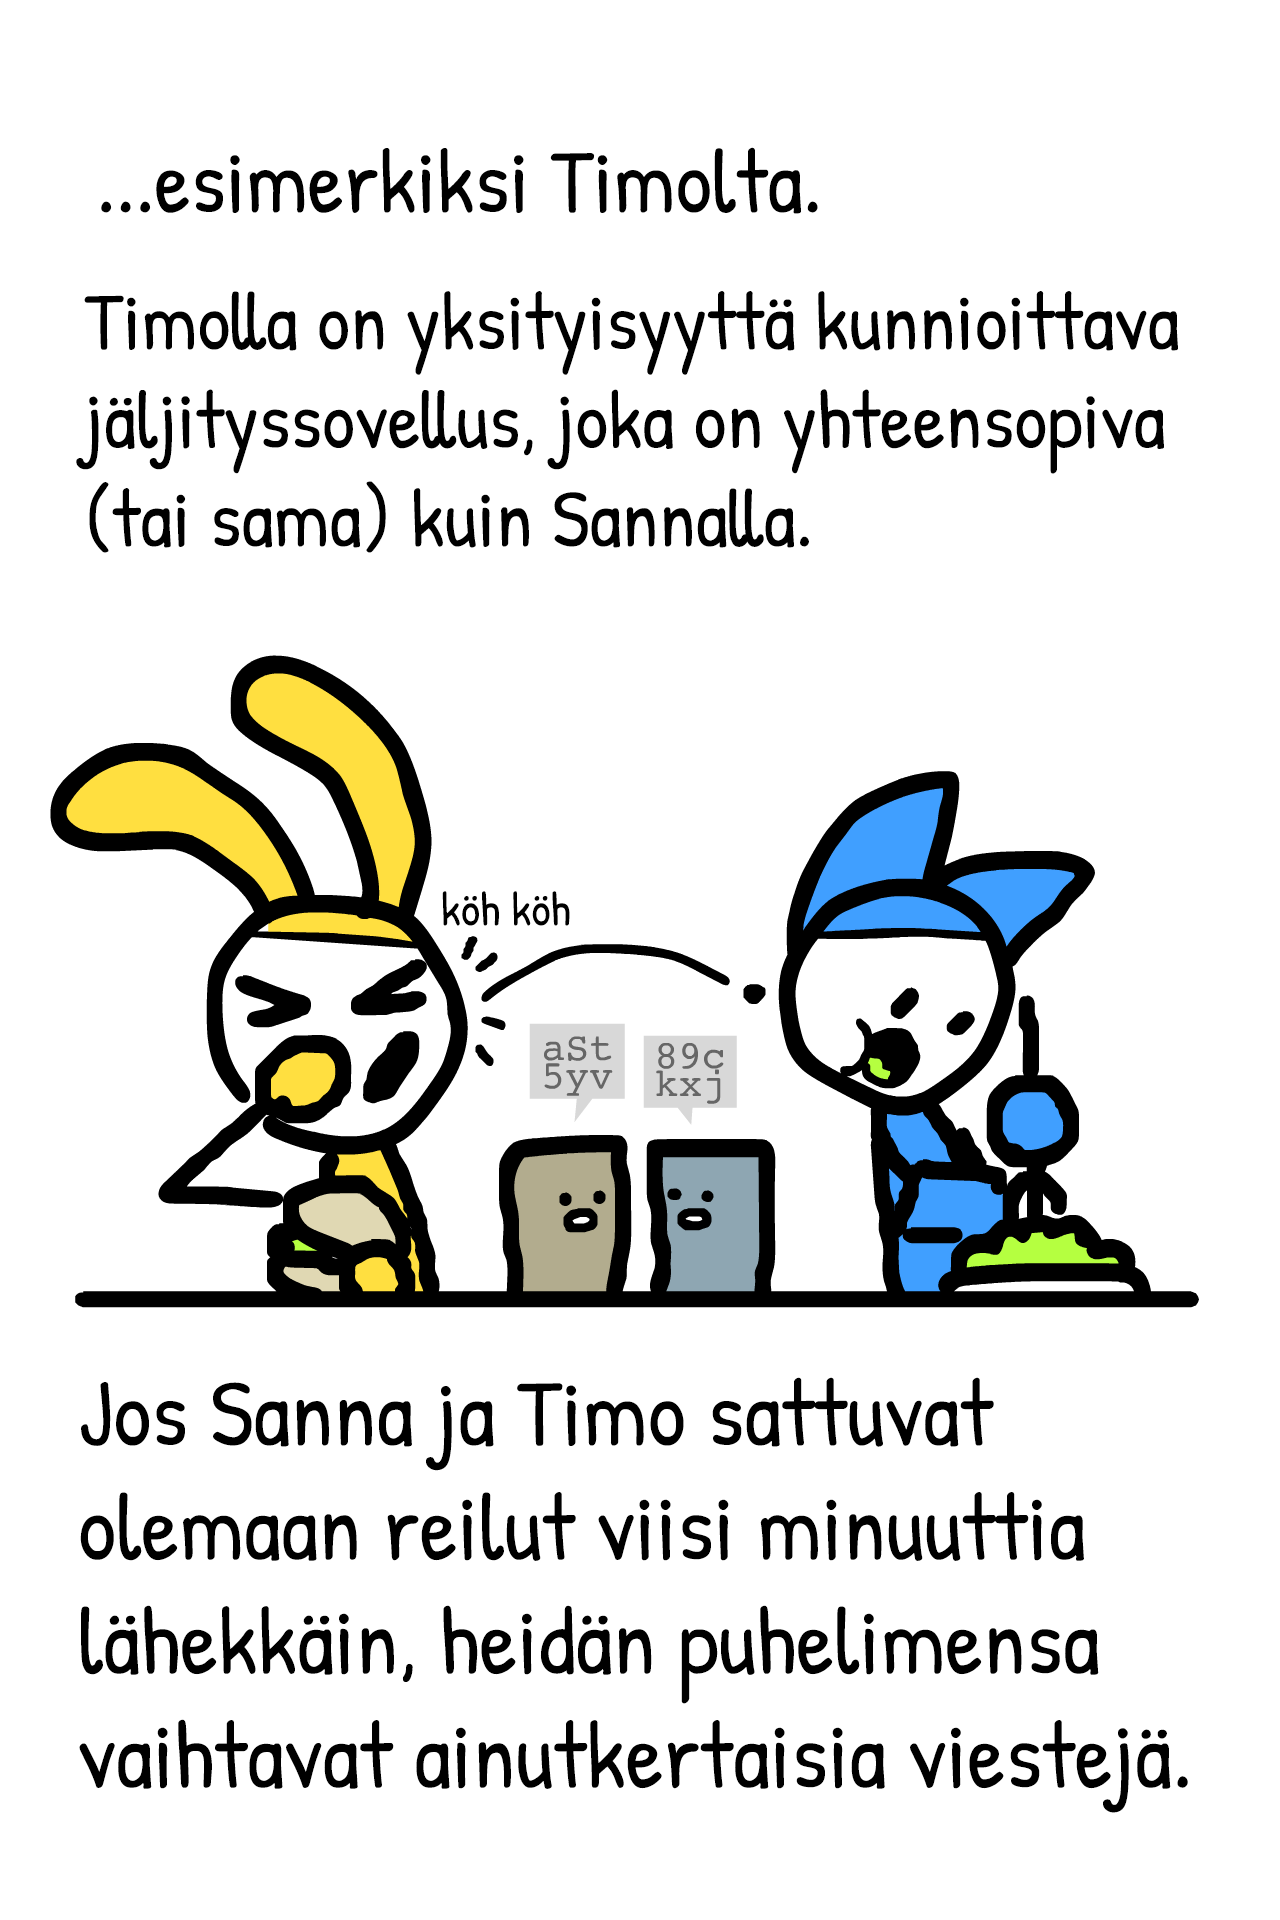 ...esimerkiksi Timolta.
Timolla on yksityisyyttä kunnioittava
jäljityssovellus, joka on yhteensopiva
(tai sama) kuin Sannalla.
köh köh
aSt
5yv
89c
kxj
Jos Sanna ja Timo sattuvat
olemaan reilut viisi minuuttia
lähekkäin, heidän puhelimensa
vaihtavat ainutkertaisia viestejä.